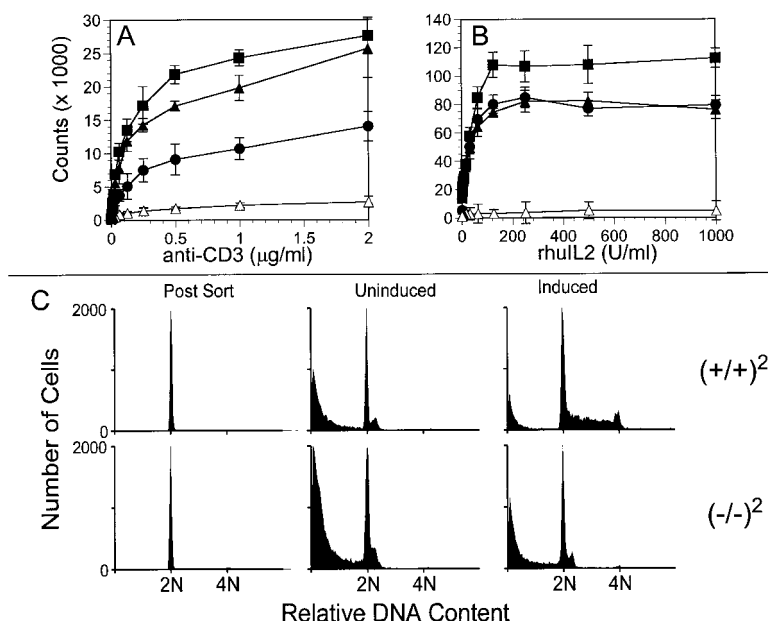 A
B
Counts (x 1000)
30
25
20
15
10
5
0
0
0.5
1
1.5
2
anti-CD3 (μg/ml)
140
120
100
80
60
40
20
0
0
200
400
600
800
1000
rhuIL2 (U/ml)
C
Post Sort
Uninduced
Induced
Number of Cells
2000
0
(+/+)²
2000
0
(-/-)²
2N
4N
2N
4N
2N
4N
Relative DNA Content